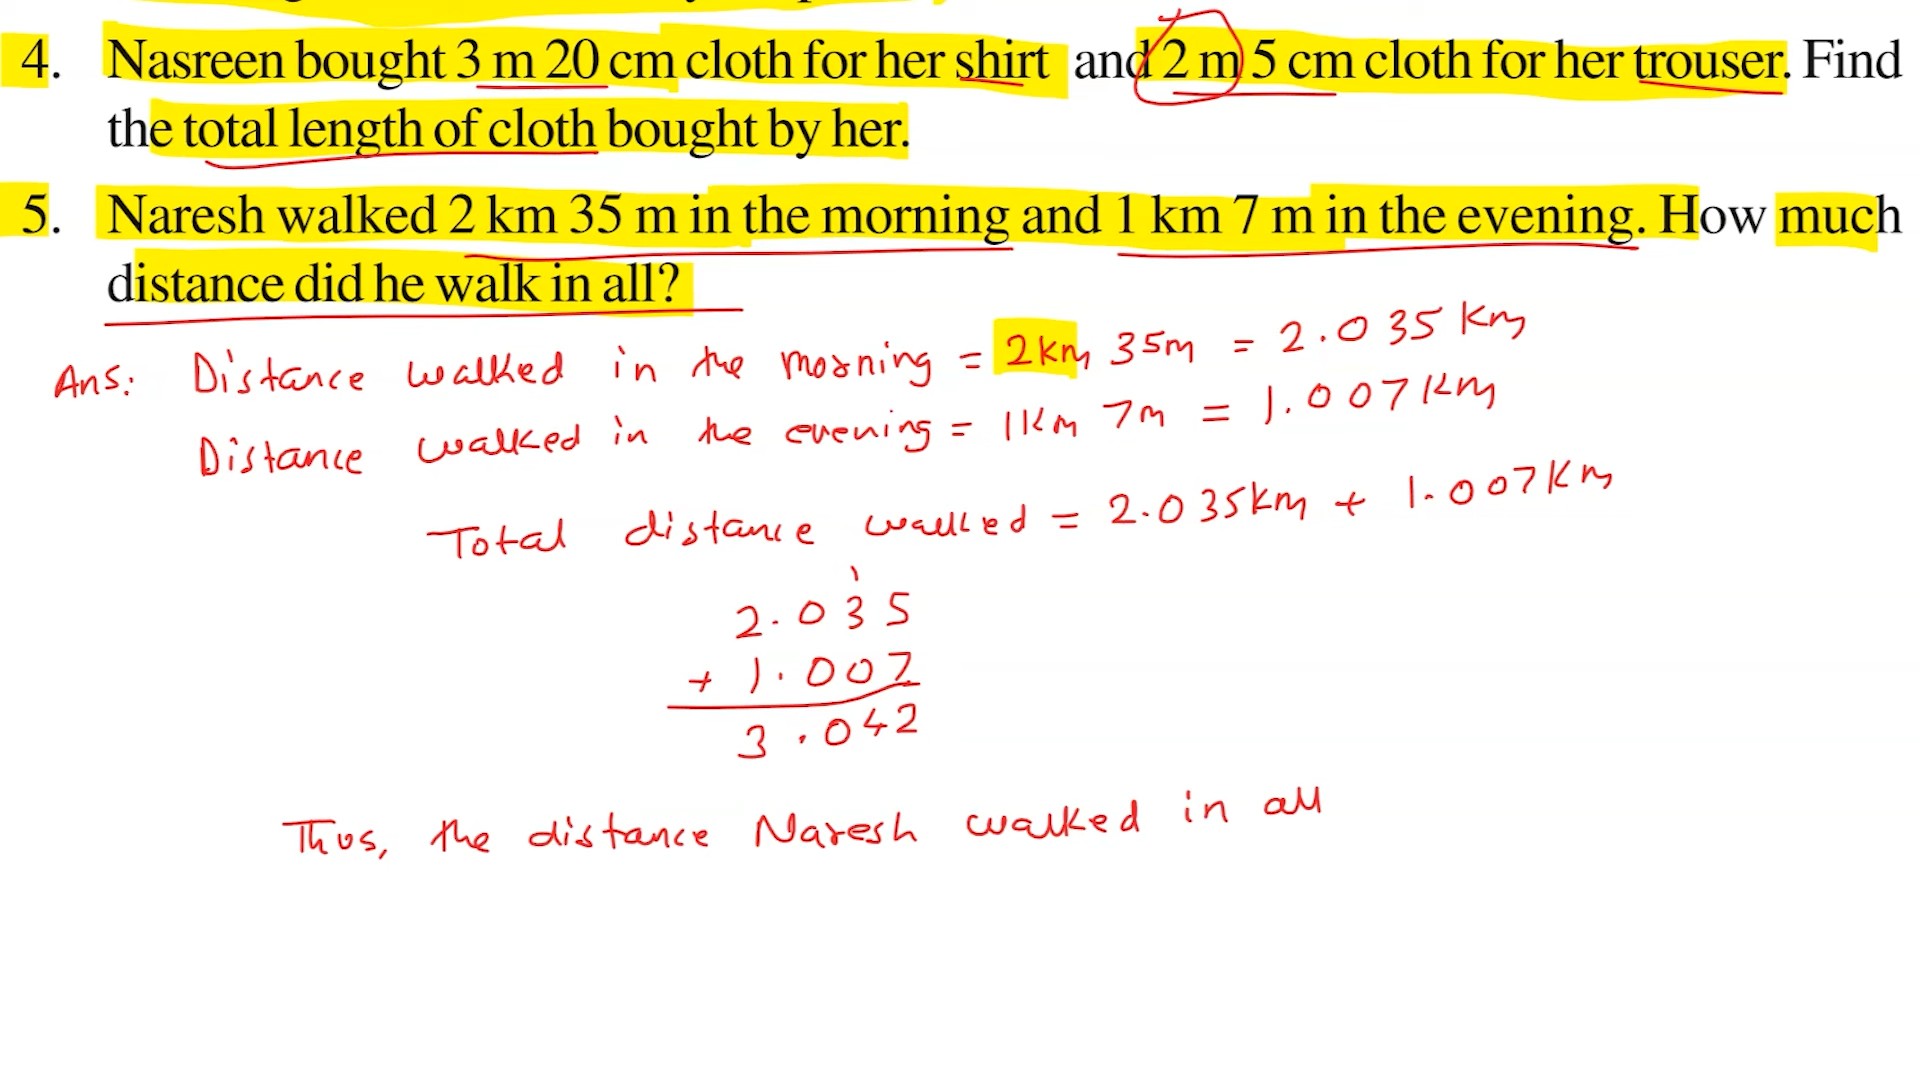 4. Nasreen bought 3 m 20 cm cloth for her shirt and 2 m 5 cm cloth for her trouser. Find
the total length of cloth bought by her.
5. Naresh walked 2 km 35 m in the morning and 1 km 7 m in the evening. How much
distance did he walk in all?
Ans: Distance walked in the morning = 2km 35m = 2.035 Km
Distance walked in the evening = 1Km 7m = 1.007Km
Total distance walked = 2.035km + 1.007Km
1
2.035
+ 1.007
3.042
Thus, the distance Naresh walked in all